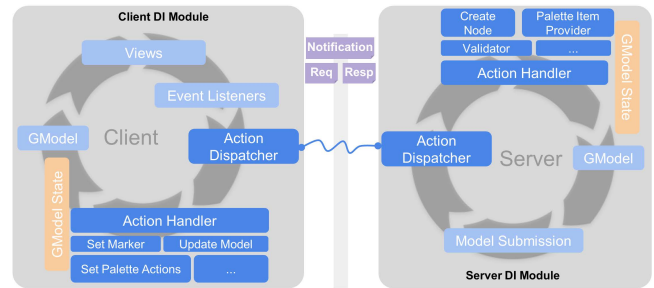 Client DI Module
Views
Event Listeners
GModel
Client
Action
Dispatcher
GModel State
Action Handler
Set Marker
Update Model
Set Palette Actions
...
Notification
Req
Resp
Create
Node
Palette Item
Provider
Validator
...
Action Handler
GModel State
Action
Dispatcher
Server
GModel
Model Submission
Server DI Module